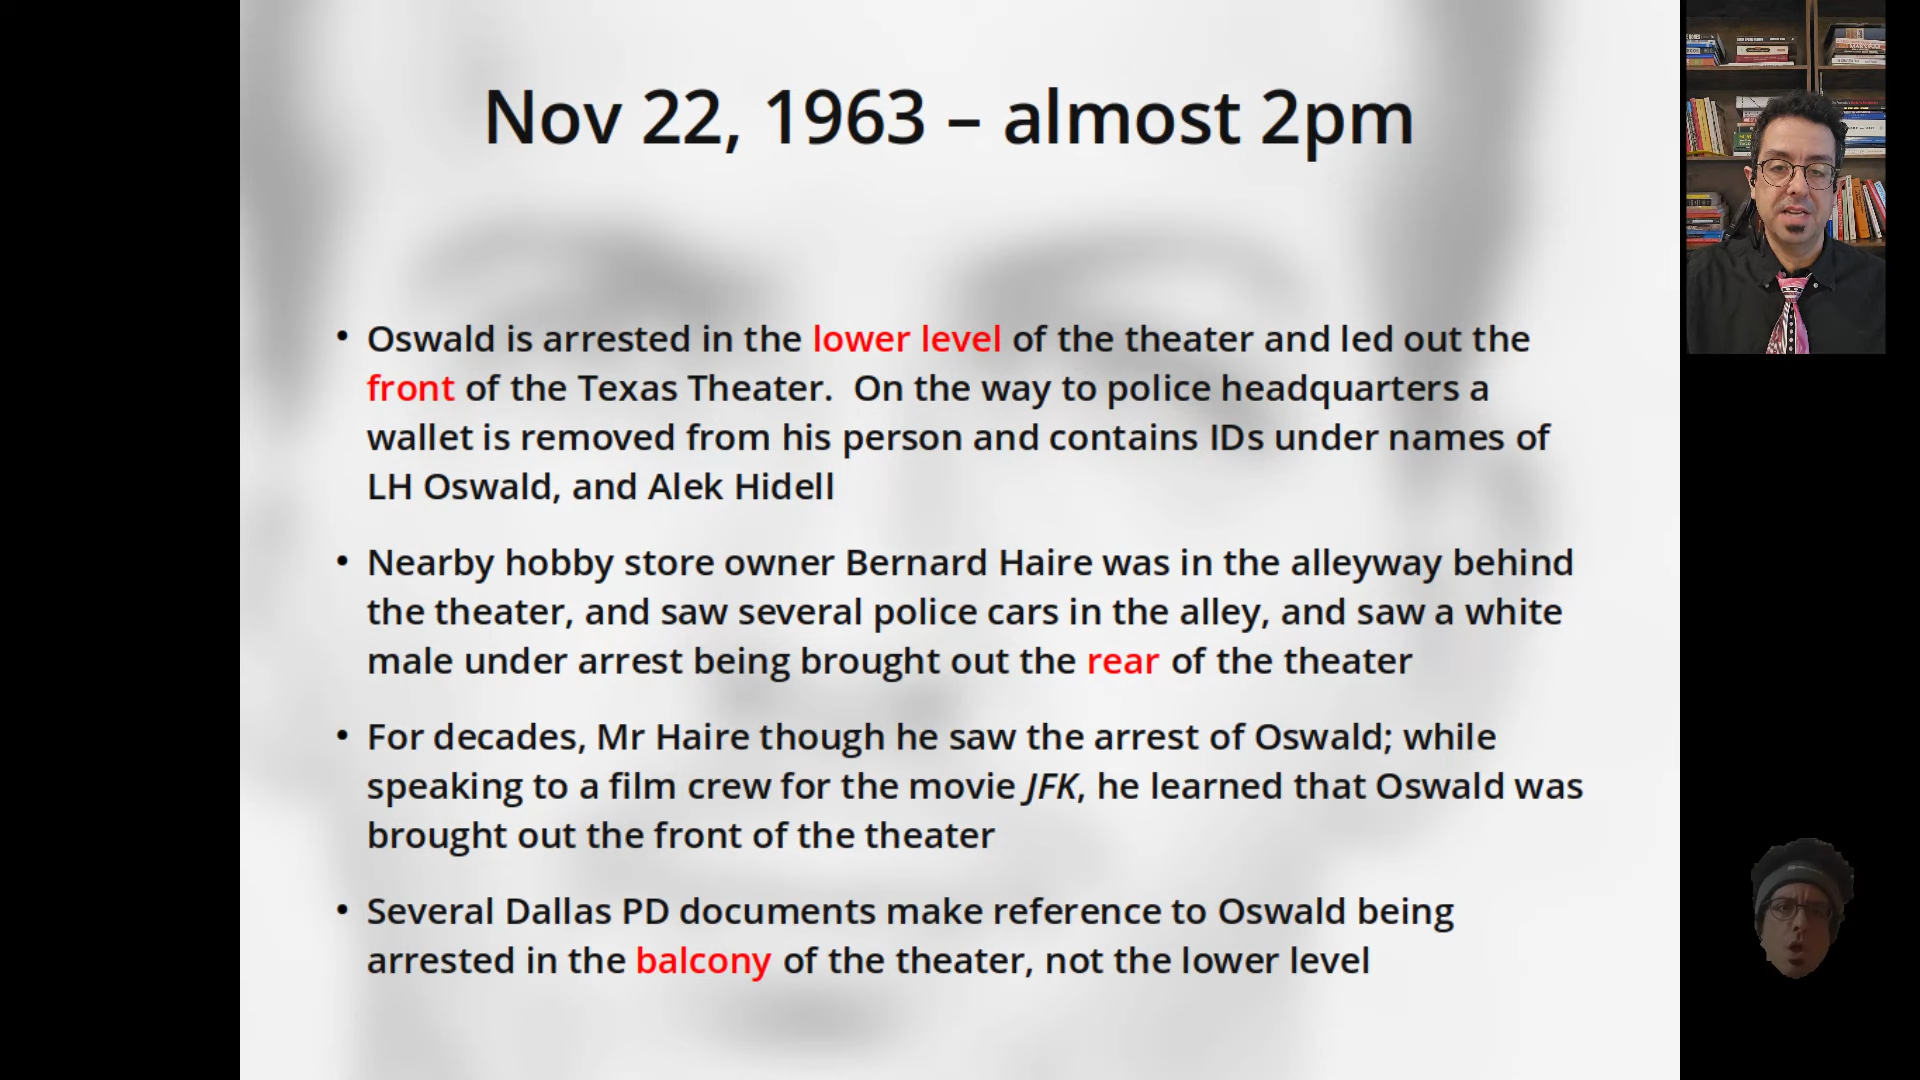 Nov 22, 1963 – almost 2pm
• Oswald is arrested in the lower level of the theater and led out the
front of the Texas Theater.  On the way to police headquarters a
wallet is removed from his person and contains IDs under names of
LH Oswald, and Alek Hidell
• Nearby hobby store owner Bernard Haire was in the alleyway behind
the theater, and saw several police cars in the alley, and saw a white
male under arrest being brought out the rear of the theater
• For decades, Mr Haire though he saw the arrest of Oswald; while
speaking to a film crew for the movie JFK, he learned that Oswald was
brought out the front of the theater
• Several Dallas PD documents make reference to Oswald being
arrested in the balcony of the theater, not the lower level